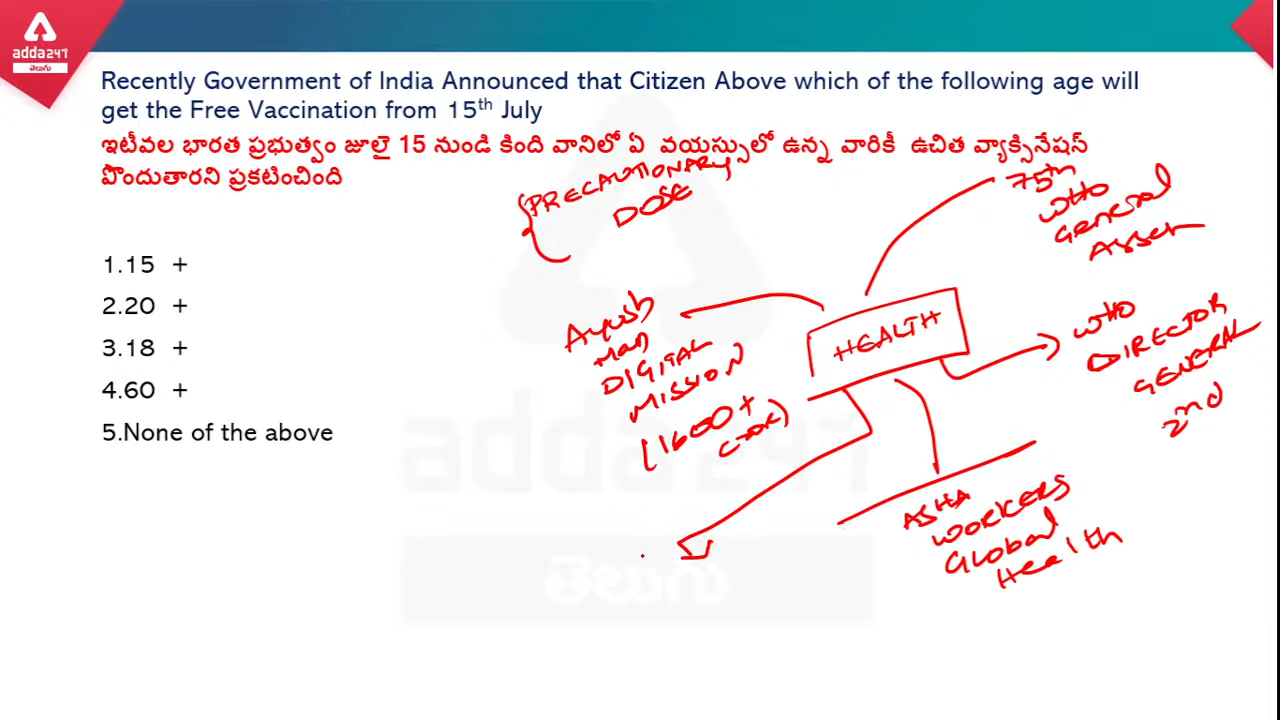 adda247
తెలుగు
Recently Government of India Announced that Citizen Above which of the following age will
get the Free Vaccination from 15th July
ఇటీవల భారత ప్రభుత్వం జూలై 15 నుండి కింది వానిలో ఏ వయస్సులో ఉన్న వారికీ ఉచిత వ్యాక్సినేషన్
పొందుతారని ప్రకటించింది
PRECAUTIONARY
DOSE
75th
WHO
General
1.15 +
2.20 +
3.18 +
4.60 +
5.None of the above
HEALTH
Ayush
DIGITAL
MISSION
(1600+
WHO
DIRECTOR
GENERAL
2nd
ASHA
WORKERS
Global
Health
adda241
తెలుగు